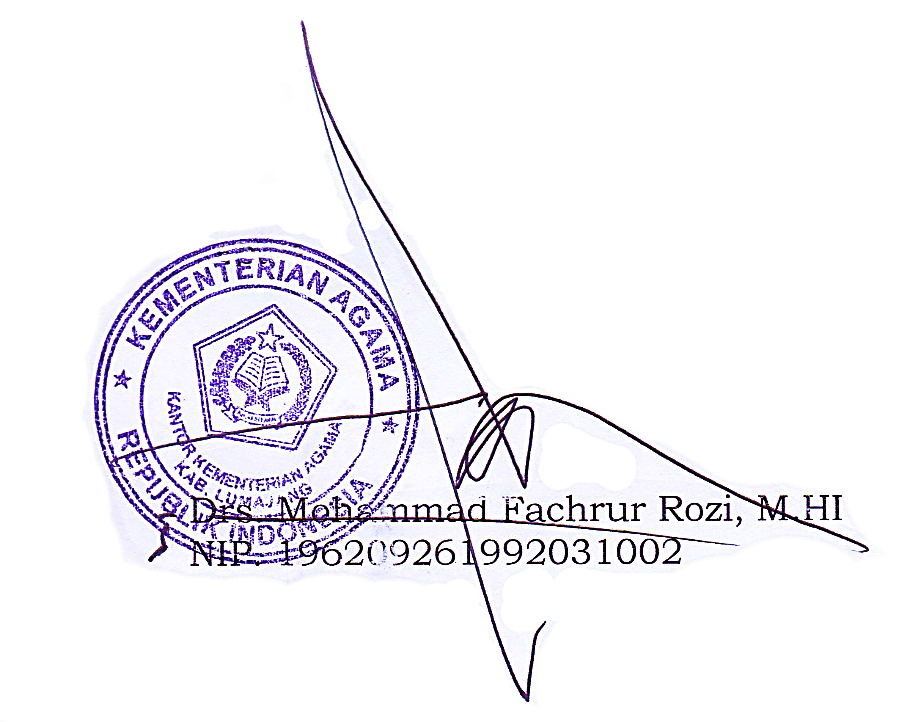 KEMENTERIAN AGAMA
KANTOR KEMENTERIAN AGAMA
KAB. LUMAJANG
REPUBLIK INDONESIA
Drs. Mohammad Fachrur Rozi, M.HI
NIP. 196209261992031002